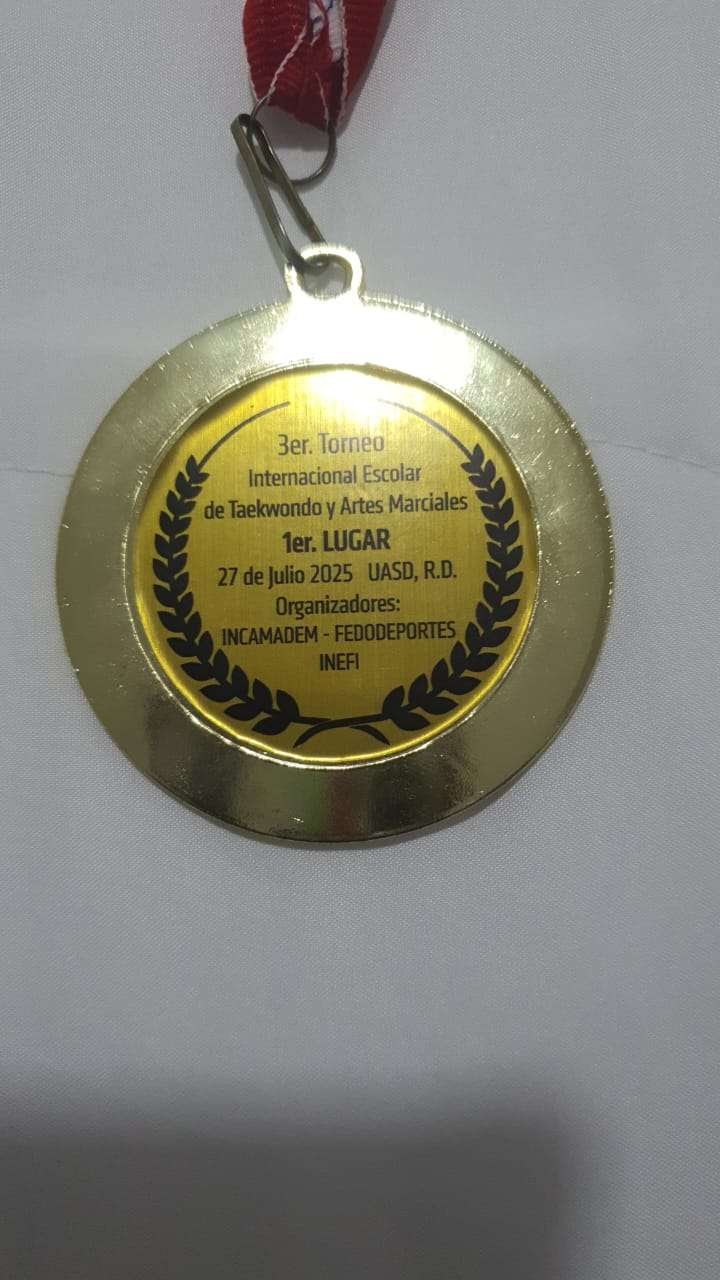 3er. Torneo
Internacional Escolar
de Taekwondo y Artes Marciales
1er. LUGAR
27 de Julio 2025 UASD, R.D.
Organizadores:
INCAMADEM - FEDODEPORTES
INEFI